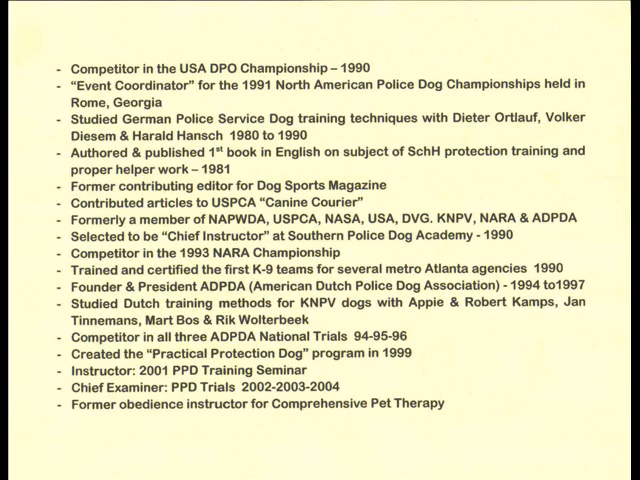 - Competitor in the USA DPO Championship – 1990
- “Event Coordinator” for the 1991 North American Police Dog Championships held in
Rome, Georgia
- Studied German Police Service Dog training techniques with Dieter Ortlauf, Volker
Diesem & Harald Hansch 1980 to 1990
- Authored & published 1st book in English on subject of SchH protection training and
proper helper work – 1981
- Former contributing editor for Dog Sports Magazine
- Contributed articles to USPCA “Canine Courier”
- Formerly a member of NAPWDA, USPCA, NASA, USA, DVG. KNPV, NARA & ADPDA
- Selected to be “Chief Instructor” at Southern Police Dog Academy - 1990
- Competitor in the 1993 NARA Championship
- Trained and certified the first K-9 teams for several metro Atlanta agencies 1990
- Founder & President ADPDA (American Dutch Police Dog Association) - 1994 to1997
- Studied Dutch training methods for KNPV dogs with Appie & Robert Kamps, Jan
Tinnemans, Mart Bos & Rik Wolterbeek
- Competitor in all three ADPDA National Trials 94-95-96
- Created the “Practical Protection Dog” program in 1999
- Instructor: 2001 PPD Training Seminar
- Chief Examiner: PPD Trials 2002-2003-2004
- Former obedience instructor for Comprehensive Pet Therapy